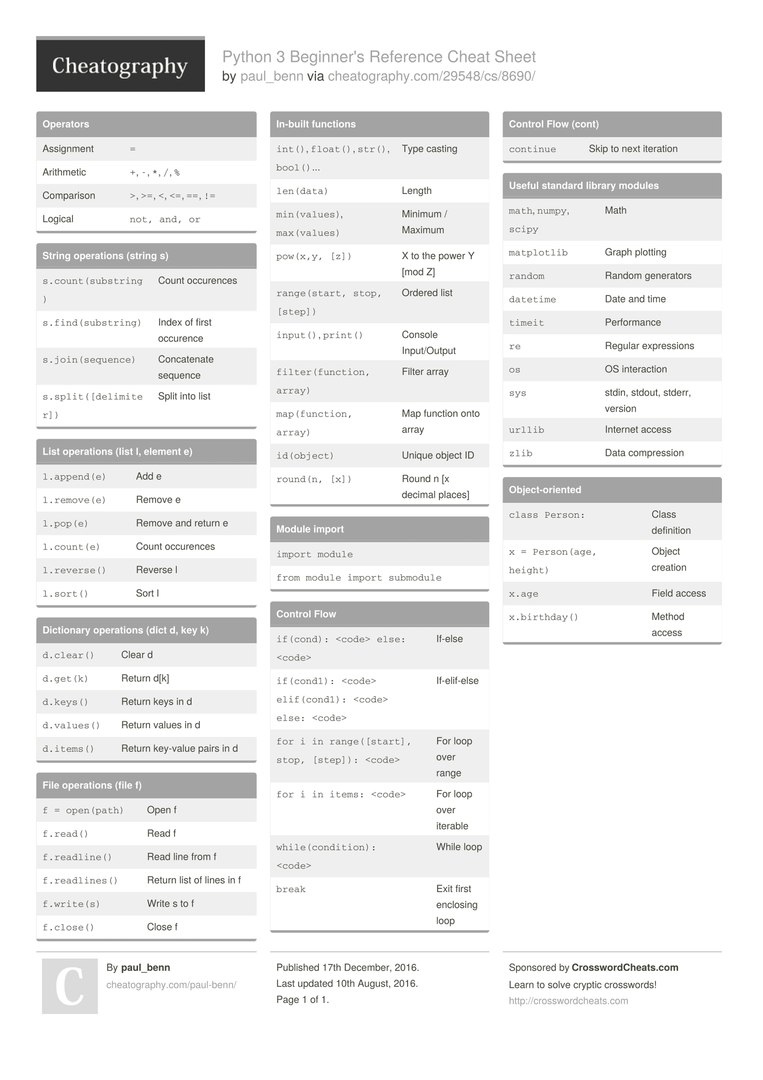 Cheatography
Python 3 Beginner's Reference Cheat Sheet
by paul_benn via cheatography.com/29548/cs/8690/
Operators
Assignment =
Arithmetic +, -, *, /, %
Comparison >, >=, <, <=, ==, !=
Logical not, and, or
String operations (string s)
s.count(substring Count occurences
)
s.find(substring) Index of first
occurence
s.join(sequence) Concatenate
sequence
s.split([delimite Split into list
r])
List operations (list l, element e)
l.append(e) Add e
l.remove(e) Remove e
l.pop(e) Remove and return e
l.count(e) Count occurences
l.reverse() Reverse l
l.sort() Sort l
Dictionary operations (dict d, key k)
d.clear() Clear d
d.get(k) Return d[k]
d.keys() Return keys in d
d.values() Return values in d
d.items() Return key-value pairs in d
File operations (file f)
f = open(path) Open f
f.read() Read f
f.readline() Read line from f
f.readlines() Return list of lines in f
f.write(s) Write s to f
f.close() Close f
In-built functions
int(),float(),str(), Type casting
bool()...
len(data) Length
min(values), Minimum /
max(values) Maximum
pow(x,y, [z]) X to the power Y
[mod Z]
range(start, stop, Ordered list
[step])
input(),print() Console
Input/Output
filter(function, Filter array
array)
map(function, Map function onto
array) array
id(object) Unique object ID
round(n, [x]) Round n [x
decimal places]
Module import
import module
from module import submodule
Control Flow
if(cond): <code> else: If-else
<code>
if(cond1): <code> If-elif-else
elif(cond1): <code>
else: <code>
for i in range([start], For loop
stop, [step]): <code> over
range
for i in items: <code> For loop
over
iterable
while(condition): While loop
<code>
break Exit first
enclosing
loop
Control Flow (cont)
continue Skip to next iteration
Useful standard library modules
math, numpy, Math
scipy
matplotlib Graph plotting
random Random generators
datetime Date and time
timeit Performance
re Regular expressions
os OS interaction
sys stdin, stdout, stderr,
version
urllib Internet access
zlib Data compression
Object-oriented
class Person: Class
definition
x = Person(age, Object
height) creation
x.age Field access
x.birthday() Method
access
C
By paul_benn
cheatography.com/paul-benn/
Published 17th December, 2016.
Last updated 10th August, 2016.
Page 1 of 1.
Sponsored by CrosswordCheats.com
Learn to solve cryptic crosswords!
http://crosswordcheats.com